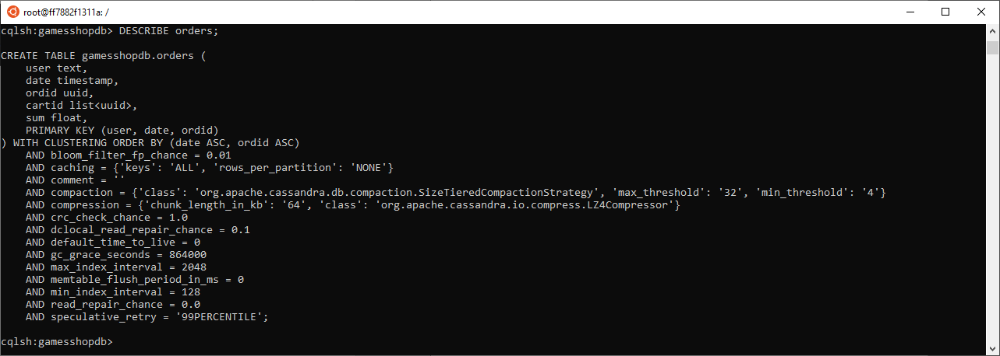 root@ff7882f1311a: /
cqlsh:gamesshopdb> DESCRIBE orders;
CREATE TABLE gamesshopdb.orders (
    user text,
    date timestamp,
    ordid uuid,
    cartid list<uuid>,
    sum float,
    PRIMARY KEY (user, date, ordid)
) WITH CLUSTERING ORDER BY (date ASC, ordid ASC)
    AND bloom_filter_fp_chance = 0.01
    AND caching = {'keys': 'ALL', 'rows_per_partition': 'NONE'}
    AND comment = ''
    AND compaction = {'class': 'org.apache.cassandra.db.compaction.SizeTieredCompactionStrategy', 'max_threshold': '32', 'min_threshold': '4'}
    AND compression = {'chunk_length_in_kb': '64', 'class': 'org.apache.cassandra.io.compress.LZ4Compressor'}
    AND crc_check_chance = 1.0
    AND dclocal_read_repair_chance = 0.1
    AND default_time_to_live = 0
    AND gc_grace_seconds = 864000
    AND max_index_interval = 2048
    AND memtable_flush_period_in_ms = 0
    AND min_index_interval = 128
    AND read_repair_chance = 0.0
    AND speculative_retry = '99PERCENTILE';
cqlsh:gamesshopdb>